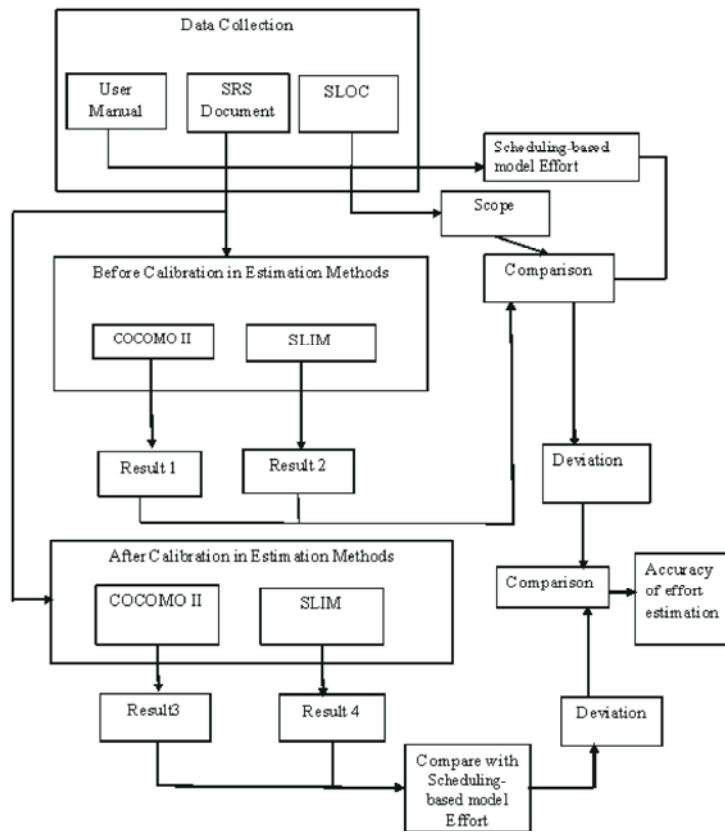 Data Collection
User
Manual
SRS
Document
SLOC
Scheduling-based
model Effort
Scope
Before Calibration in Estimation Methods
Comparison
COCOMO II
SLIM
Result 1
Result 2
Deviation
After Calibration in Estimation Methods
COCOMO II
SLIM
Comparison
Accuracy
of effort
estimation
Result3
Result 4
Deviation
Compare with
Scheduling-
based model
Effort